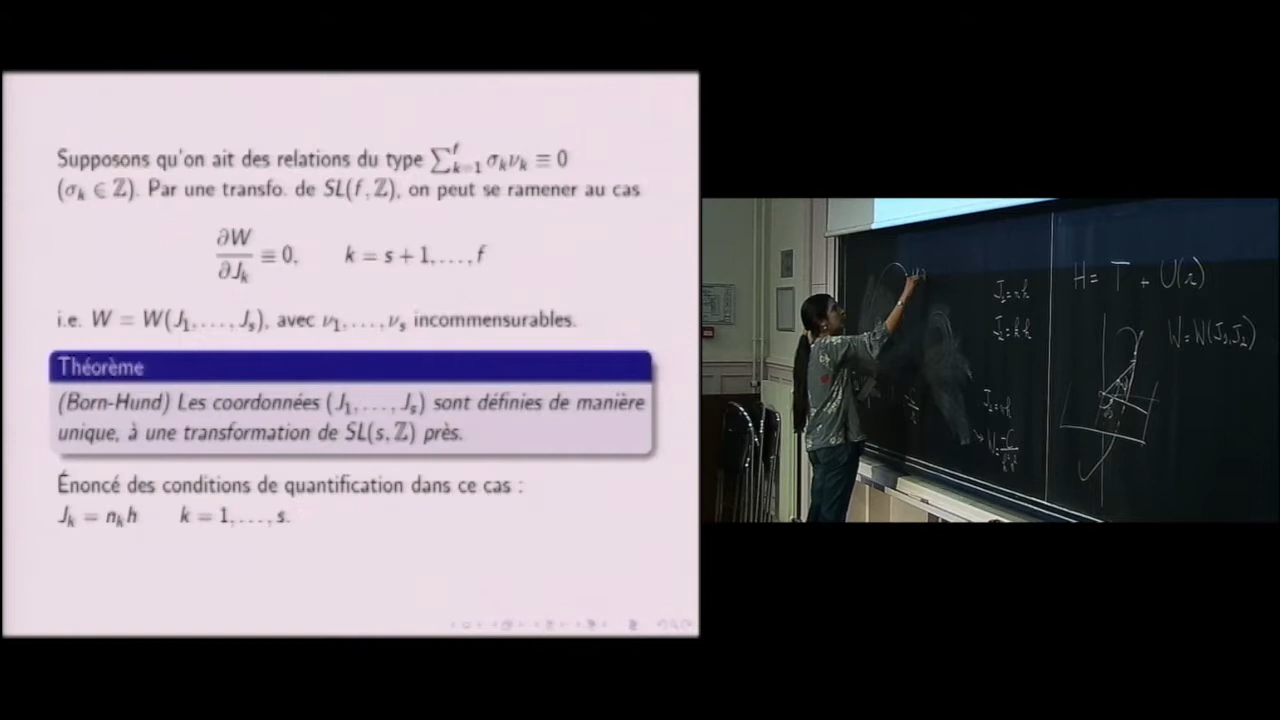 Supposons qu'on ait des relations du type $\sum_{k=1}^{f} \sigma_k \nu_k \equiv 0$
($\sigma_k \in \mathbb{Z}$). Par une transfo. de $SL(f, \mathbb{Z})$, on peut se ramener au cas
$\frac{\partial W}{\partial J_k} \equiv 0, \quad k = s + 1, \ldots, f$
i.e. $W = W(J_1, \ldots, J_s)$, avec $\nu_1, \ldots, \nu_s$ incommensurables.
Théorème
(Born-Hund) Les coordonnées $(J_1, \ldots, J_s)$ sont définies de manière
unique, à une transformation de $SL(s, \mathbb{Z})$ près.
Énoncé des conditions de quantification dans ce cas :
$J_k = n_k h \quad k = 1, \ldots, s.$
H = T + U(r)